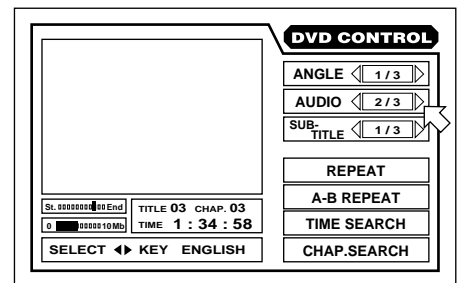 DVD CONTROL
ANGLE 1 / 3
AUDIO 2 / 3
SUB-
TITLE 1 / 3
REPEAT
A-B REPEAT
TIME SEARCH
CHAP.SEARCH
St. End
0 10Mb
TITLE 03 CHAP. 03
TIME 1 : 34 : 58
SELECT ◀▶ KEY ENGLISH